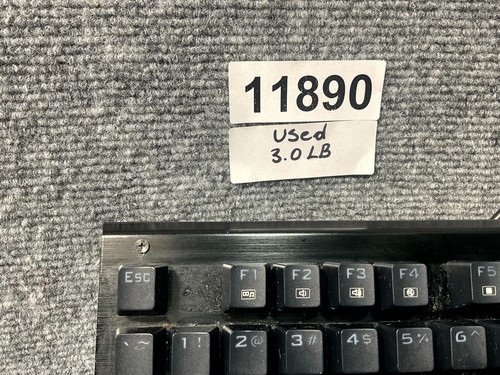 11890
Used
3.0 LB
Esc F1 F2 F3 F4 F5
` ~ 1 ! 2 @ 3 # 4 $ 5 % 6 ^